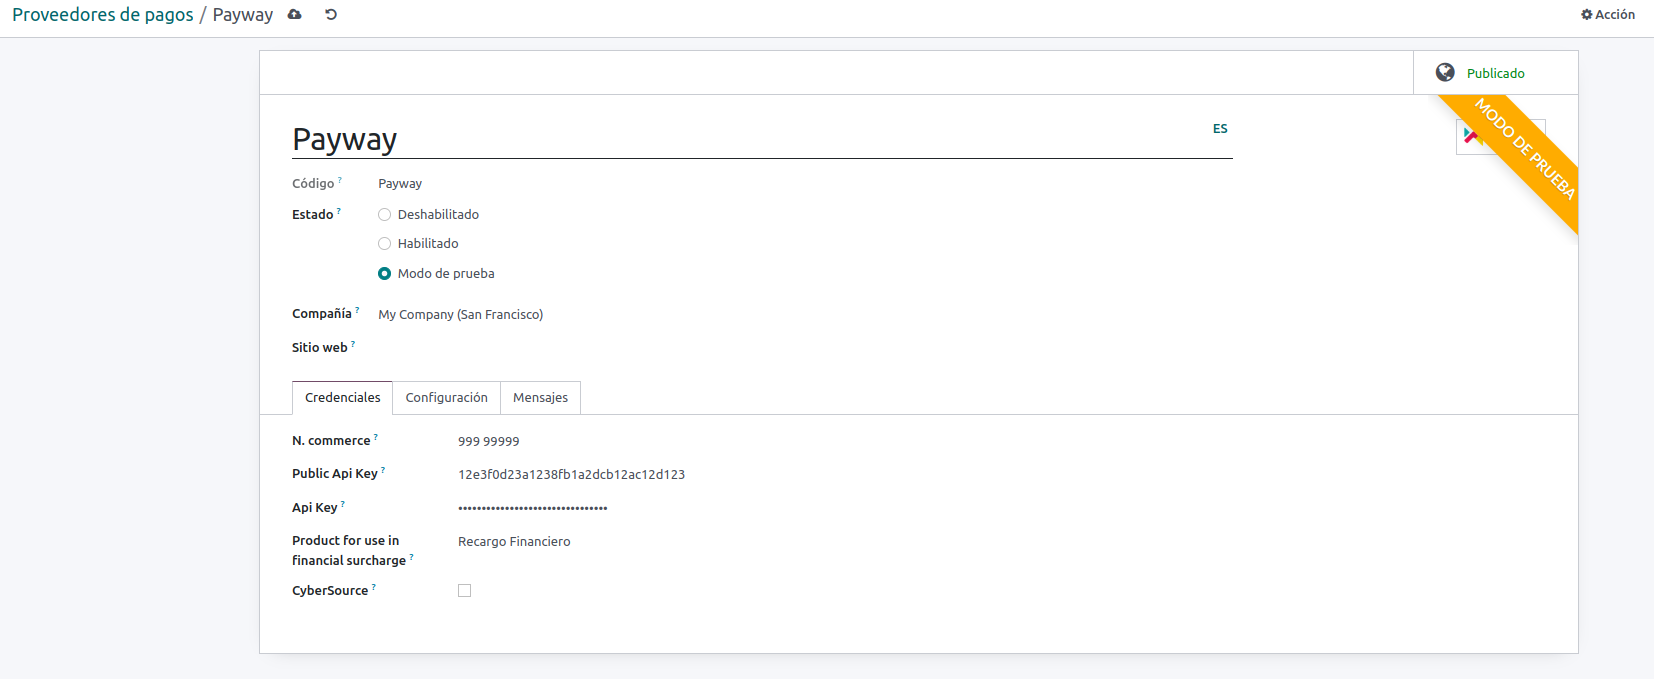 Proveedores de pagos / Payway
Acción
Publicado
MODO DE PRUEBA
Payway
ES
Código ? Payway
Estado ? Deshabilitado
Habilitado
Modo de prueba
Compañía ? My Company (San Francisco)
Sitio web ?
Credenciales Configuración Mensajes
N. commerce ? 999 99999
Public Api Key ? 12e3f0d23a1238fb1a2dcb12ac12d123
Api Key ? ••••••••••••••••••••••••••••••••
Product for use in
financial surcharge ? Recargo Financiero
CyberSource ?